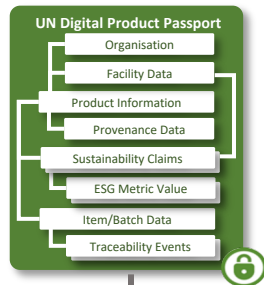 UN Digital Product Passport
Organisation
Facility Data
Product Information
Provenance Data
Sustainability Claims
ESG Metric Value
Item/Batch Data
Traceability Events